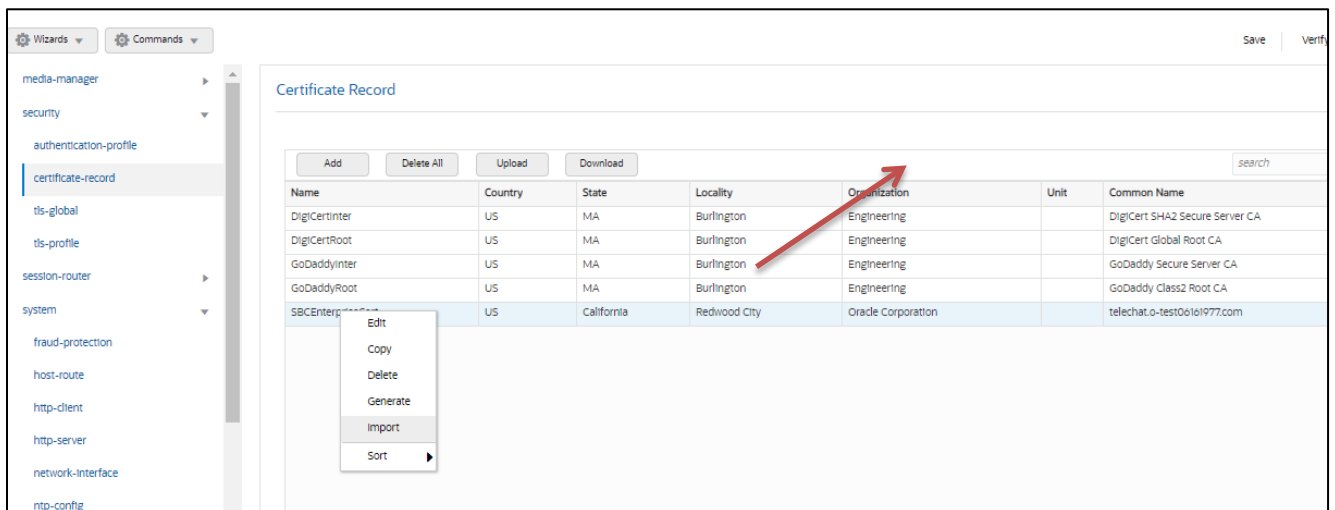 Wizards Commands Save Verify
media-manager
Certificate Record
security
authentication-profile
Add Delete All Upload Download search
certificate-record
Name Country State Locality Organization Unit Common Name
tls-global
DigiCertInter US MA Burlington Engineering DigiCert SHA2 Secure Server CA
tls-profile
DigiCertRoot US MA Burlington Engineering DigiCert Global Root CA
GoDaddyInter US MA Burlington Engineering GoDaddy Secure Server CA
session-router
GoDaddyRoot US MA Burlington Engineering GoDaddy Class2 Root CA
system
SBCEnterpriseCert US California Redwood City Oracle Corporation telechat.o-test06161977.com
Edit
fraud-protection
Copy
host-route
Delete
http-client
Generate
Import
http-server
Sort
network-interface
ntp-config